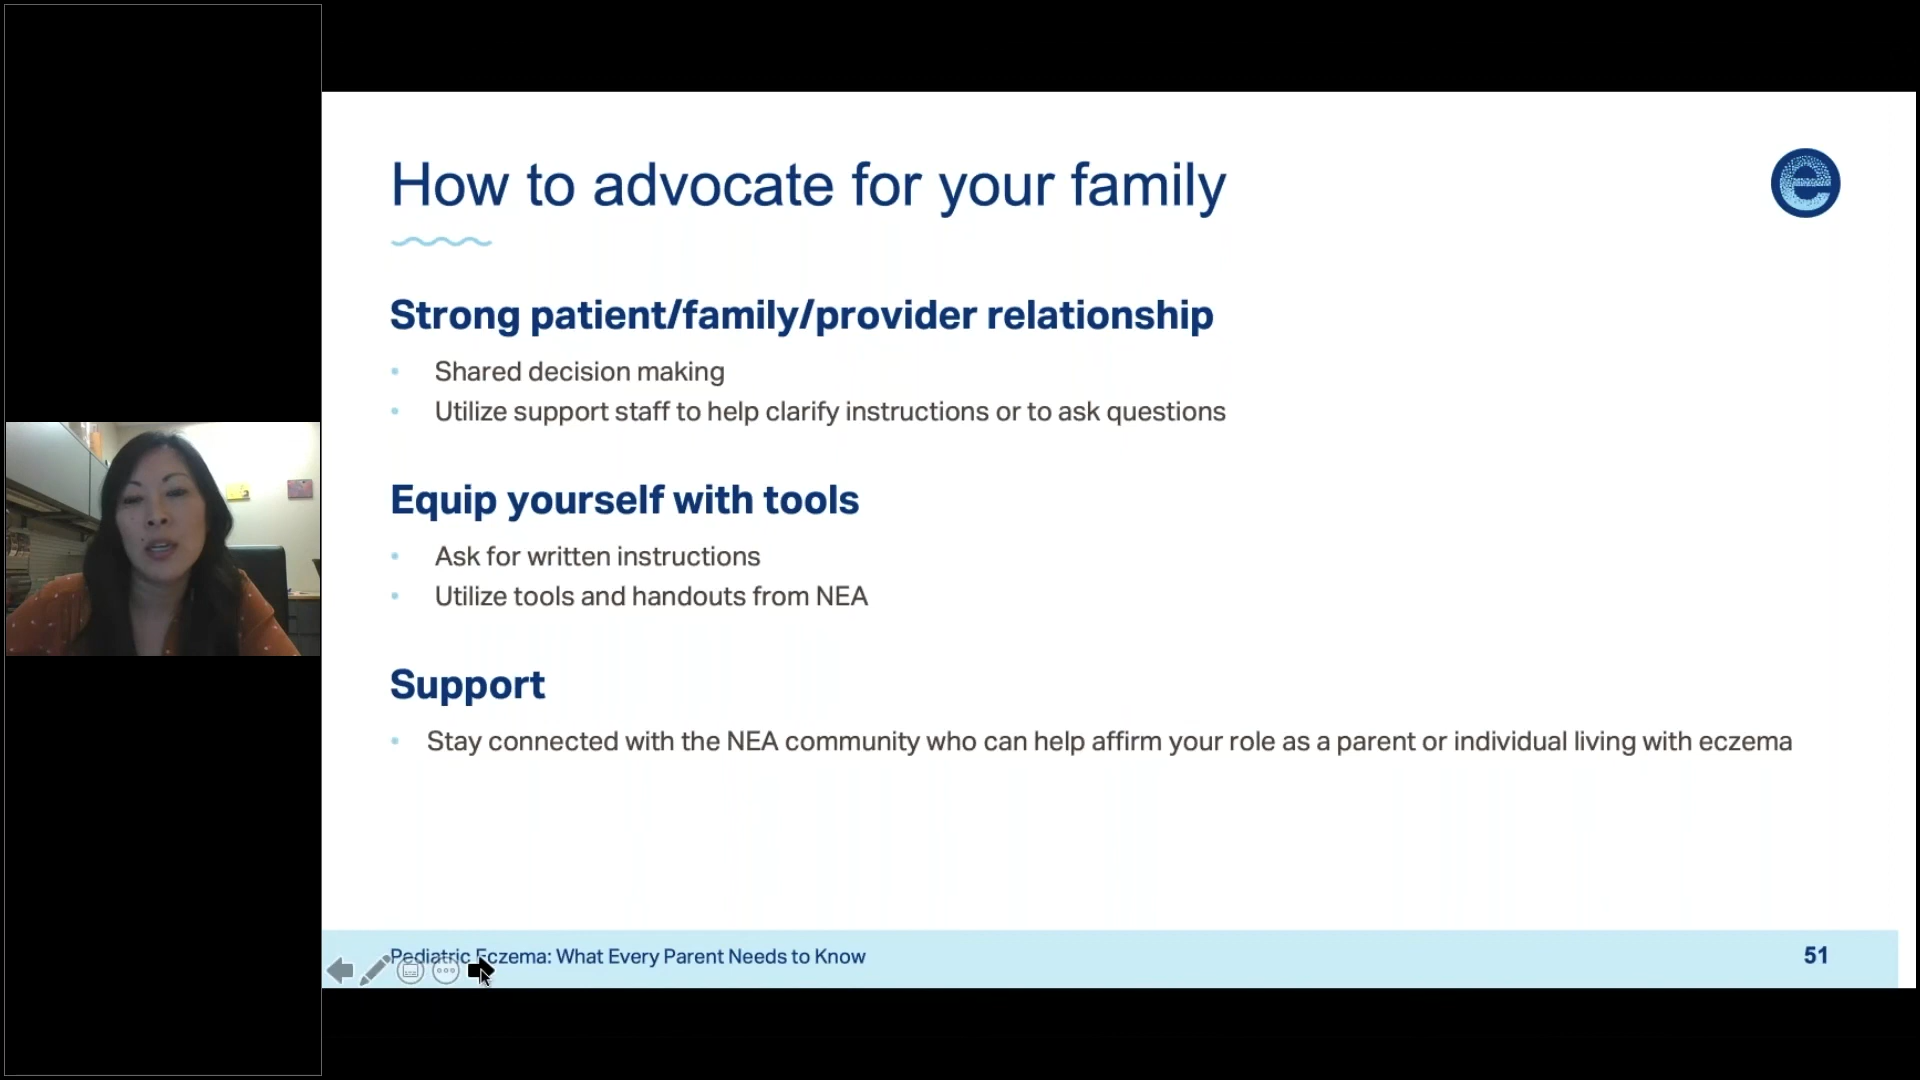 How to advocate for your family
e
Strong patient/family/provider relationship
• Shared decision making
• Utilize support staff to help clarify instructions or to ask questions
Equip yourself with tools
• Ask for written instructions
• Utilize tools and handouts from NEA
Support
• Stay connected with the NEA community who can help affirm your role as a parent or individual living with eczema
Pediatric Eczema: What Every Parent Needs to Know
51